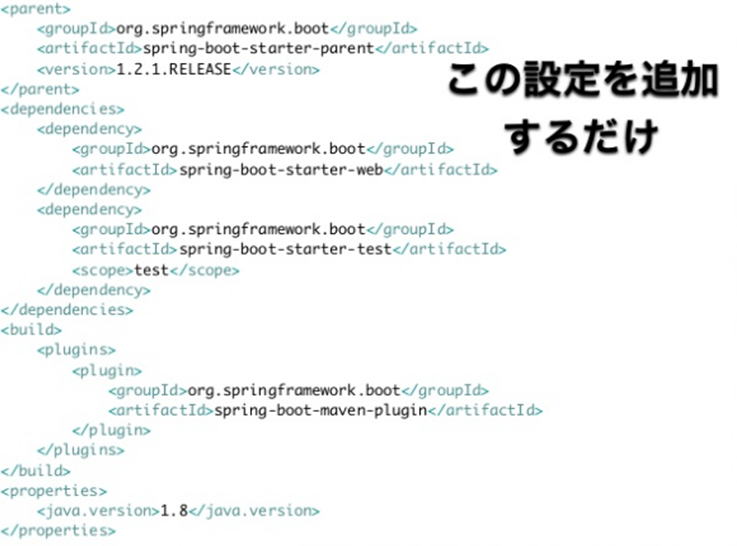 <parent>
    <groupId>org.springframework.boot</groupId>
    <artifactId>spring-boot-starter-parent</artifactId>
    <version>1.2.1.RELEASE</version>
</parent>
<dependencies>
    <dependency>
        <groupId>org.springframework.boot</groupId>
        <artifactId>spring-boot-starter-web</artifactId>
    </dependency>
    <dependency>
        <groupId>org.springframework.boot</groupId>
        <artifactId>spring-boot-starter-test</artifactId>
        <scope>test</scope>
    </dependency>
</dependencies>
<build>
    <plugins>
        <plugin>
            <groupId>org.springframework.boot</groupId>
            <artifactId>spring-boot-maven-plugin</artifactId>
        </plugin>
    </plugins>
</build>
<properties>
    <java.version>1.8</java.version>
</properties>
この設定を追加
するだけ